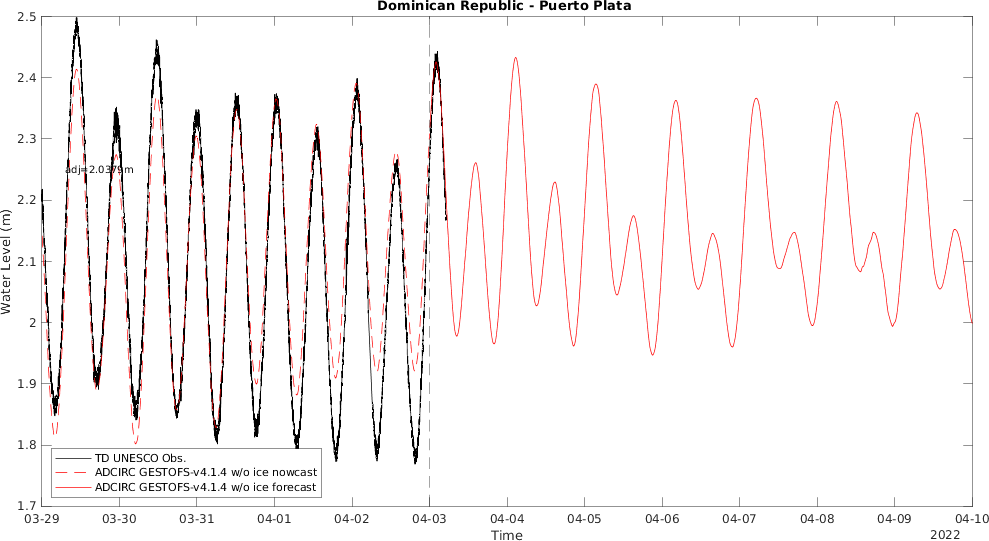 Dominican Republic - Puerto Plata
2.5
2.4
2.3
2.2
2.1
2
1.9
1.8
1.7
Water Level (m)
adj=2.0379m
TD UNESCO Obs.
ADCIRC GESTOFS-v4.1.4 w/o ice nowcast
ADCIRC GESTOFS-v4.1.4 w/o ice forecast
03-29 03-30 03-31 04-01 04-02 04-03 04-04 04-05 04-06 04-07 04-08 04-09 04-10
Time
2022